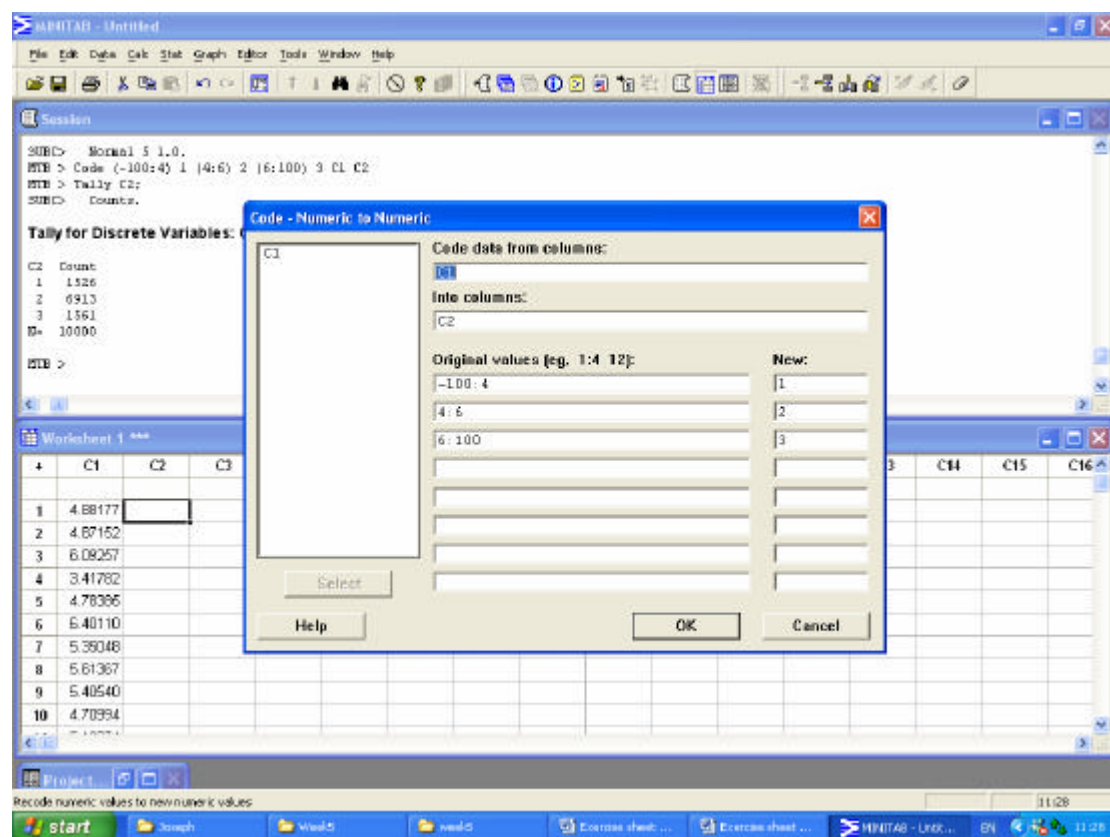 MINITAB - Untitled
File Edit Data Calc Stat Graph Editor Tools Window Help
Session
SUBC> Normal 5 1.0.
MTB > Code (-100:4) 1 (4:6) 2 (6:100) 3 C1 C2
MTB > Tally C2;
SUBC> Counts.
Tally for Discrete Variables:
C2 Count
1 1526
2 6913
3 1561
N= 10000
MTB >
Code - Numeric to Numeric
C1
Code data from columns:
C1
Into columns:
C2
Original values (eg, 1:4 12): New:
-100:4 1
4:6 2
6:100 3
Select
Help OK Cancel
Worksheet 1 ***
+ C1 C2 C3 3 C14 C15 C16
1 4.88177
2 4.87152
3 6.09257
4 3.41782
5 4.78386
6 6.40110
7 5.39048
8 5.61367
9 5.40540
10 4.70994
Project...
Recode numeric values to new numeric values 11:28
start Joseph Week5 week5 Exercise sheet ... Exercise sheet ... MINITAB - Untit... EN 11:28